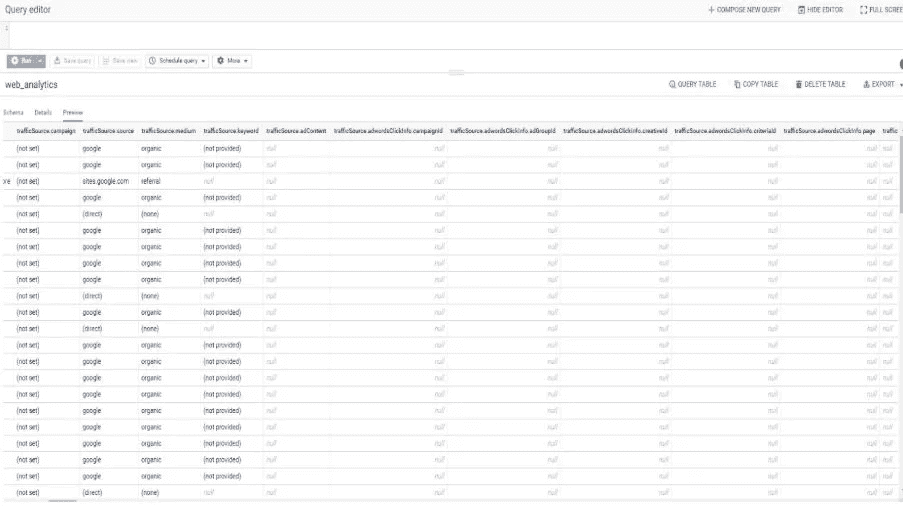 Query editor + COMPOSE NEW QUERY HIDE EDITOR FULL SCREE
Run Save query Save view Schedule query More
web_analytics QUERY TABLE COPY TABLE DELETE TABLE EXPORT
Schema Details Preview
trafficSource.campaign trafficSource.source trafficSource.medium trafficSource.keyword trafficSource.adContent trafficSource.adwordsClickInfo.campaignId trafficSource.adwordsClickInfo.adGroupId trafficSource.adwordsClickInfo.creativeId trafficSource.adwordsClickInfo.criteriaId trafficSource.adwordsClickInfo.page traffic
(not set) google organic (not provided) null null null null null null null
(not set) google organic (not provided) null null null null null null null
ore (not set) sites.google.com referral null null null null null null null null
(not set) google organic (not provided) null null null null null null null
(not set) (direct) (none) null null null null null null null null
(not set) google organic (not provided) null null null null null null null
(not set) google organic (not provided) null null null null null null null
(not set) google organic (not provided) null null null null null null null
(not set) google organic (not provided) null null null null null null null
(not set) (direct) (none) null null null null null null null null
(not set) google organic (not provided) null null null null null null null
(not set) (direct) (none) null null null null null null null null
(not set) google organic (not provided) null null null null null null null
(not set) google organic (not provided) null null null null null null null
(not set) google organic (not provided) null null null null null null null
(not set) google organic (not provided) null null null null null null null
(not set) google organic (not provided) null null null null null null null
(not set) google organic (not provided) null null null null null null null
(not set) google organic (not provided) null null null null null null null
(not set) google organic (not provided) null null null null null null null
(not set) google organic (not provided) null null null null null null null
(not set) (direct) (none) null null null null null null null null